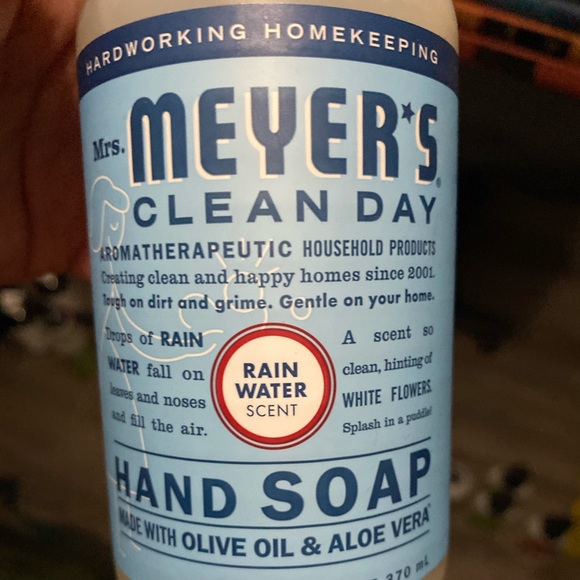 HARDWORKING HOMEKEEPING
Mrs. MEYER'S®
CLEAN DAY
AROMATHERAPEUTIC HOUSEHOLD PRODUCTS
Creating clean and happy homes since 2001.
Tough on dirt and grime. Gentle on your home.
Drops of RAIN
WATER fall on
leaves and noses
and fill the air.
RAIN
WATER
SCENT
A scent so
clean, hinting of
WHITE FLOWERS.
Splash in a puddle!
HAND SOAP
MADE WITH OLIVE OIL & ALOE VERA*
370 mL